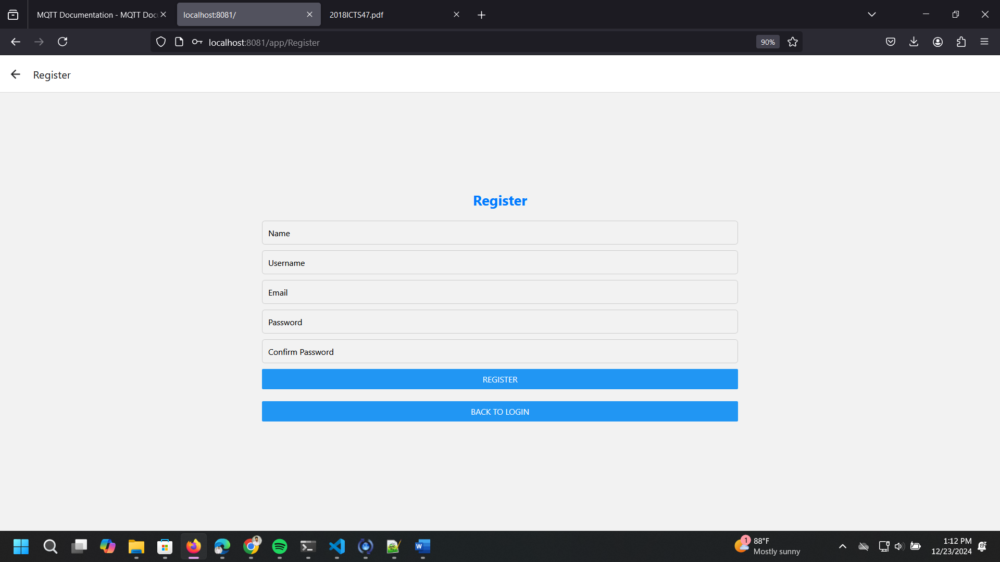 MQTT Documentation - MQTT Doc
localhost:8081/
2018ICTS47.pdf
localhost:8081/app/Register
90%
Register
Register
Name
Username
Email
Password
Confirm Password
REGISTER
BACK TO LOGIN
1
88°F
Mostly sunny
1:12 PM
12/23/2024